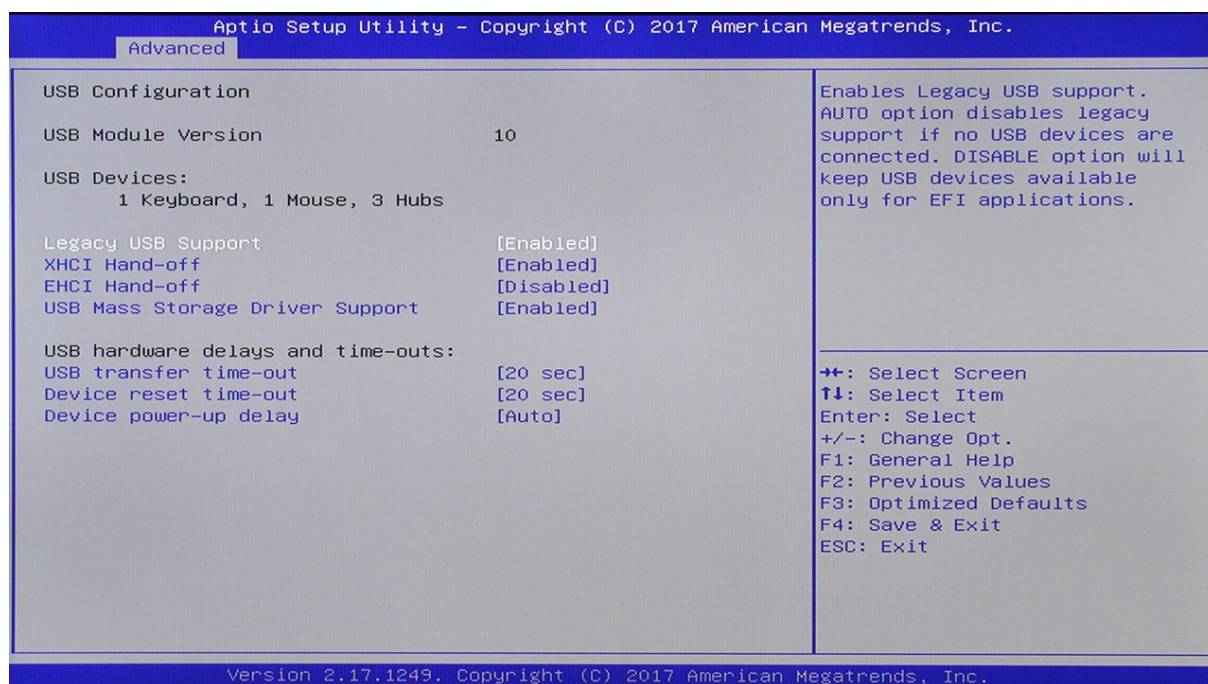 Aptio Setup Utility – Copyright (C) 2017 American Megatrends, Inc.
Advanced
USB Configuration
USB Module Version 10
USB Devices:
1 Keyboard, 1 Mouse, 3 Hubs
Legacy USB Support [Enabled]
XHCI Hand-off [Enabled]
EHCI Hand-off [Disabled]
USB Mass Storage Driver Support [Enabled]
USB hardware delays and time-outs:
USB transfer time-out [20 sec]
Device reset time-out [20 sec]
Device power-up delay [Auto]
Enables Legacy USB support.
AUTO option disables legacy
support if no USB devices are
connected. DISABLE option will
keep USB devices available
only for EFI applications.
→←: Select Screen
↑↓: Select Item
Enter: Select
+/-: Change Opt.
F1: General Help
F2: Previous Values
F3: Optimized Defaults
F4: Save & Exit
ESC: Exit
Version 2.17.1249. Copyright (C) 2017 American Megatrends, Inc.